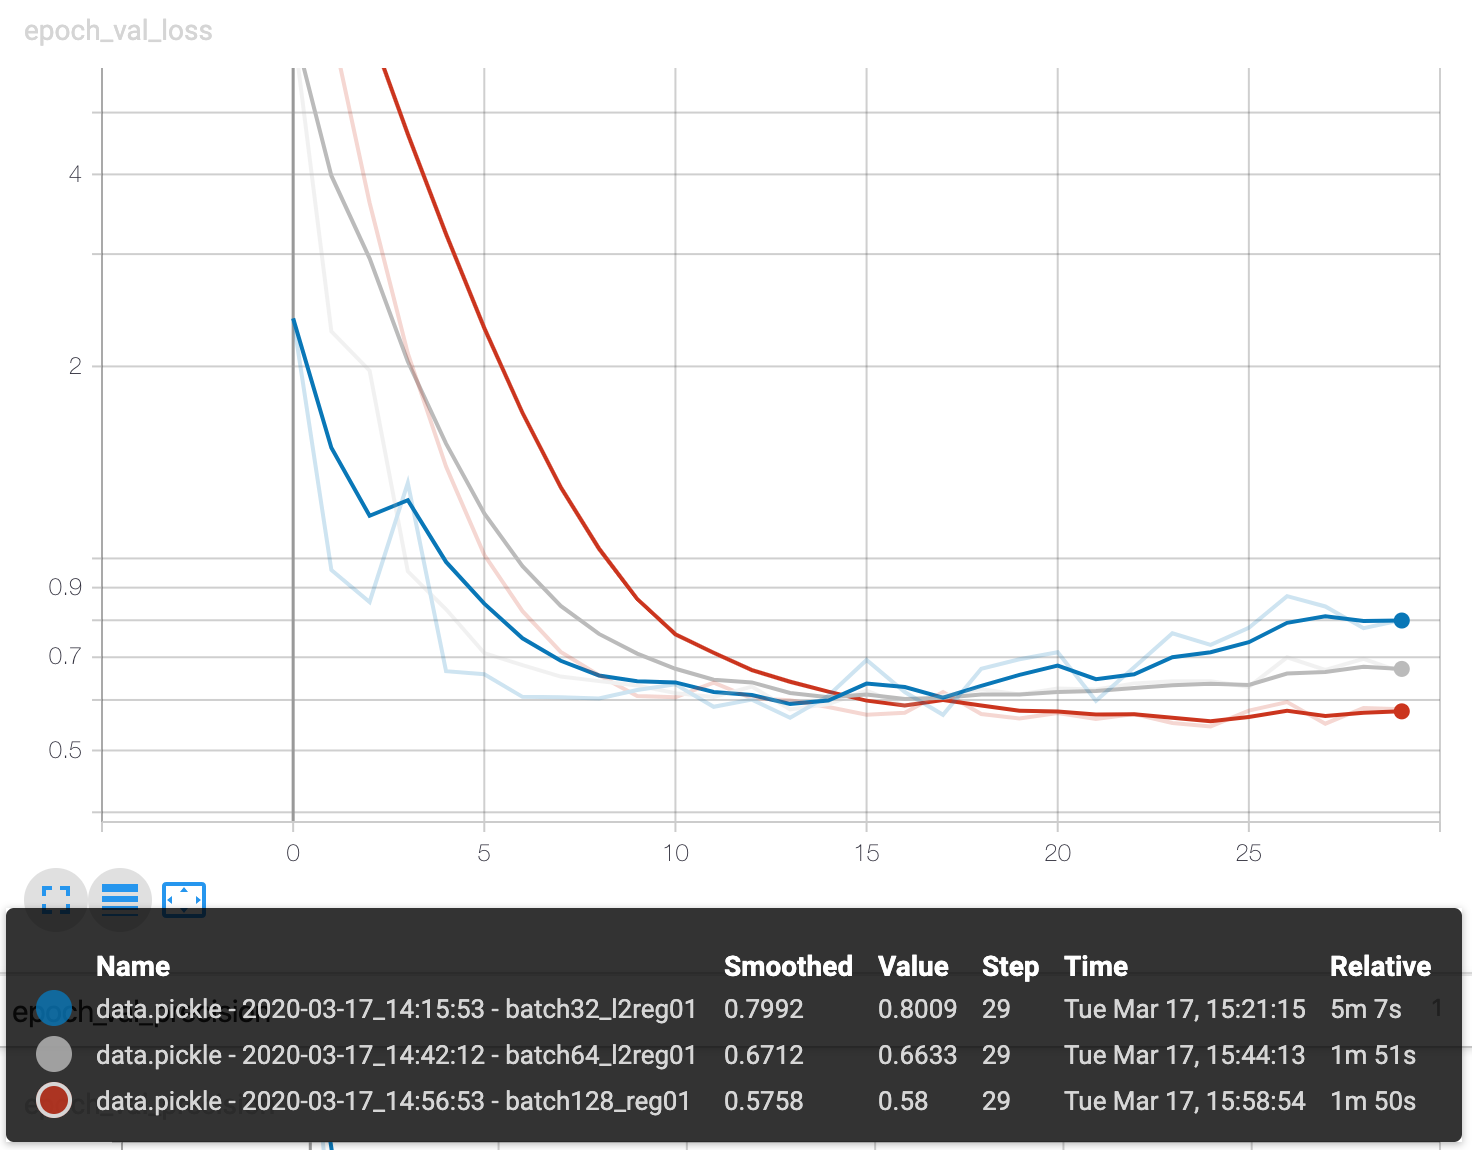 epoch_val_loss
4
2
0.9
0.7
0.5
0 5 10 15 20 25
Name Smoothed Value Step Time Relative
data.pickle - 2020-03-17_14:15:53 - batch32_l2reg01 0.7992 0.8009 29 Tue Mar 17, 15:21:15 5m 7s
epoch_val_precision 1
data.pickle - 2020-03-17_14:42:12 - batch64_l2reg01 0.6712 0.6633 29 Tue Mar 17, 15:44:13 1m 51s
data.pickle - 2020-03-17_14:56:53 - batch128_reg01 0.5758 0.58 29 Tue Mar 17, 15:58:54 1m 50s